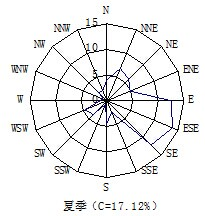 N
15
NNW NNE
NW 10 NE
WNW 5 ENE
W 0 E
WSW ESE
SW SE
SSW SSE
S
夏季（C=17.12%）